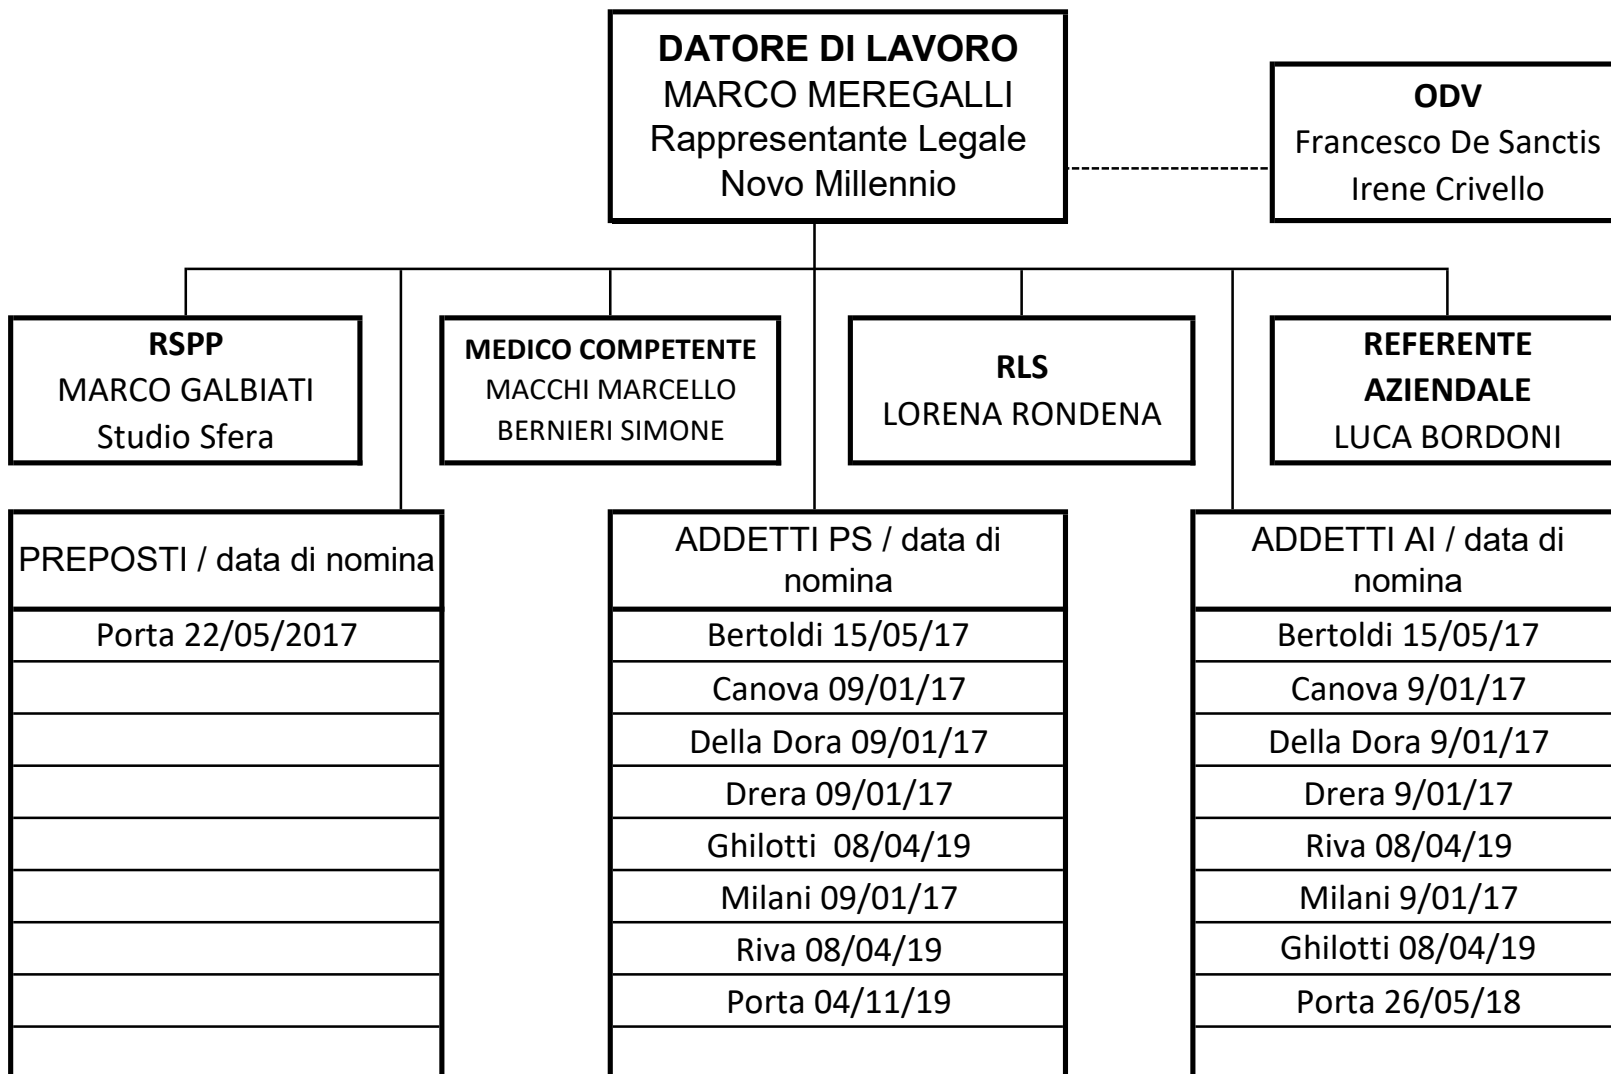 DATORE DI LAVORO
MARCO MEREGALLI
Rappresentante Legale
Novo Millennio
ODV
Francesco De Sanctis
Irene Crivello
RSPP
MARCO GALBIATI
Studio Sfera
MEDICO COMPETENTE
MACCHI MARCELLO
BERNIERI SIMONE
RLS
LORENA RONDENA
REFERENTE
AZIENDALE
LUCA BORDONI
PREPOSTI / data di nomina
Porta 22/05/2017
ADDETTI PS / data di
nomina
Bertoldi 15/05/17
Canova 09/01/17
Della Dora 09/01/17
Drera 09/01/17
Ghilotti  08/04/19
Milani 09/01/17
Riva 08/04/19
Porta 04/11/19
ADDETTI AI / data di
nomina
Bertoldi 15/05/17
Canova 9/01/17
Della Dora 9/01/17
Drera 9/01/17
Riva 08/04/19
Milani 9/01/17
Ghilotti 08/04/19
Porta 26/05/18